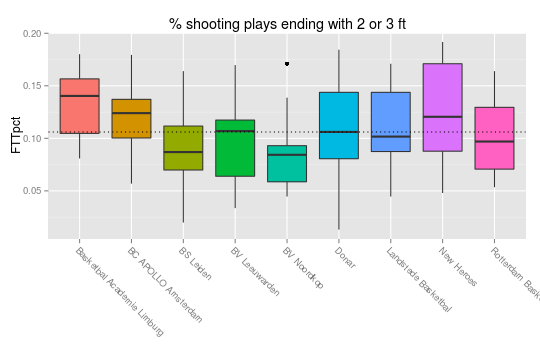 % shooting plays ending with 2 or 3 ft
FTTpct
0.20
0.15
0.10
0.05
Basketbal Academie Limburg
BC APOLLO Amsterdam
BS Leiden
BV Leeuwarden
BV Noordkop
Donar
Landstede Basketbal
New Heroes
Rotterdam Bask